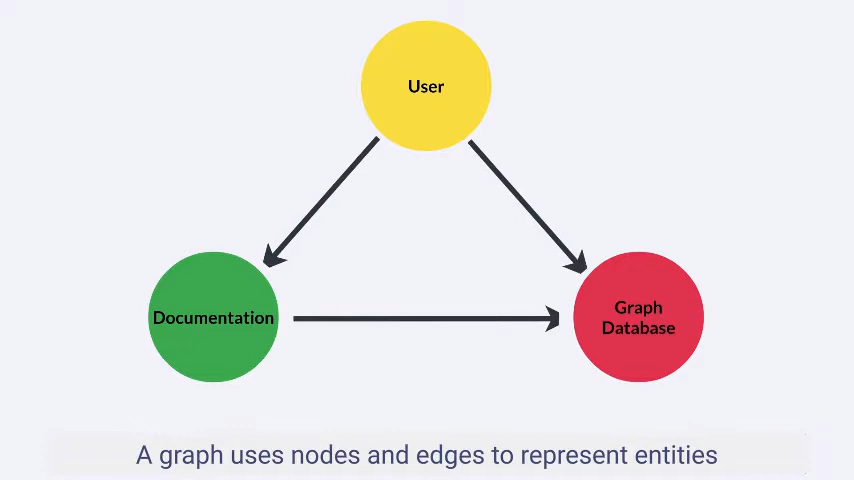 User
Documentation
Graph
Database
A graph uses nodes and edges to represent entities